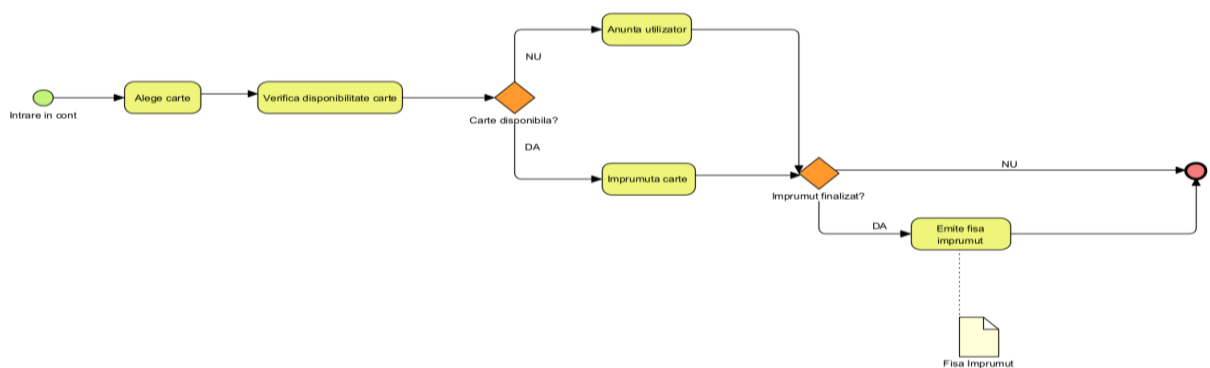 Anunta utilizator
NU
Intrare in cont
Alege carte
Verifica disponibilitate carte
Carte disponibila?
DA
Imprumuta carte
Imprumut finalizat?
NU
DA
Emite fisa
imprumut
Fisa Imprumut